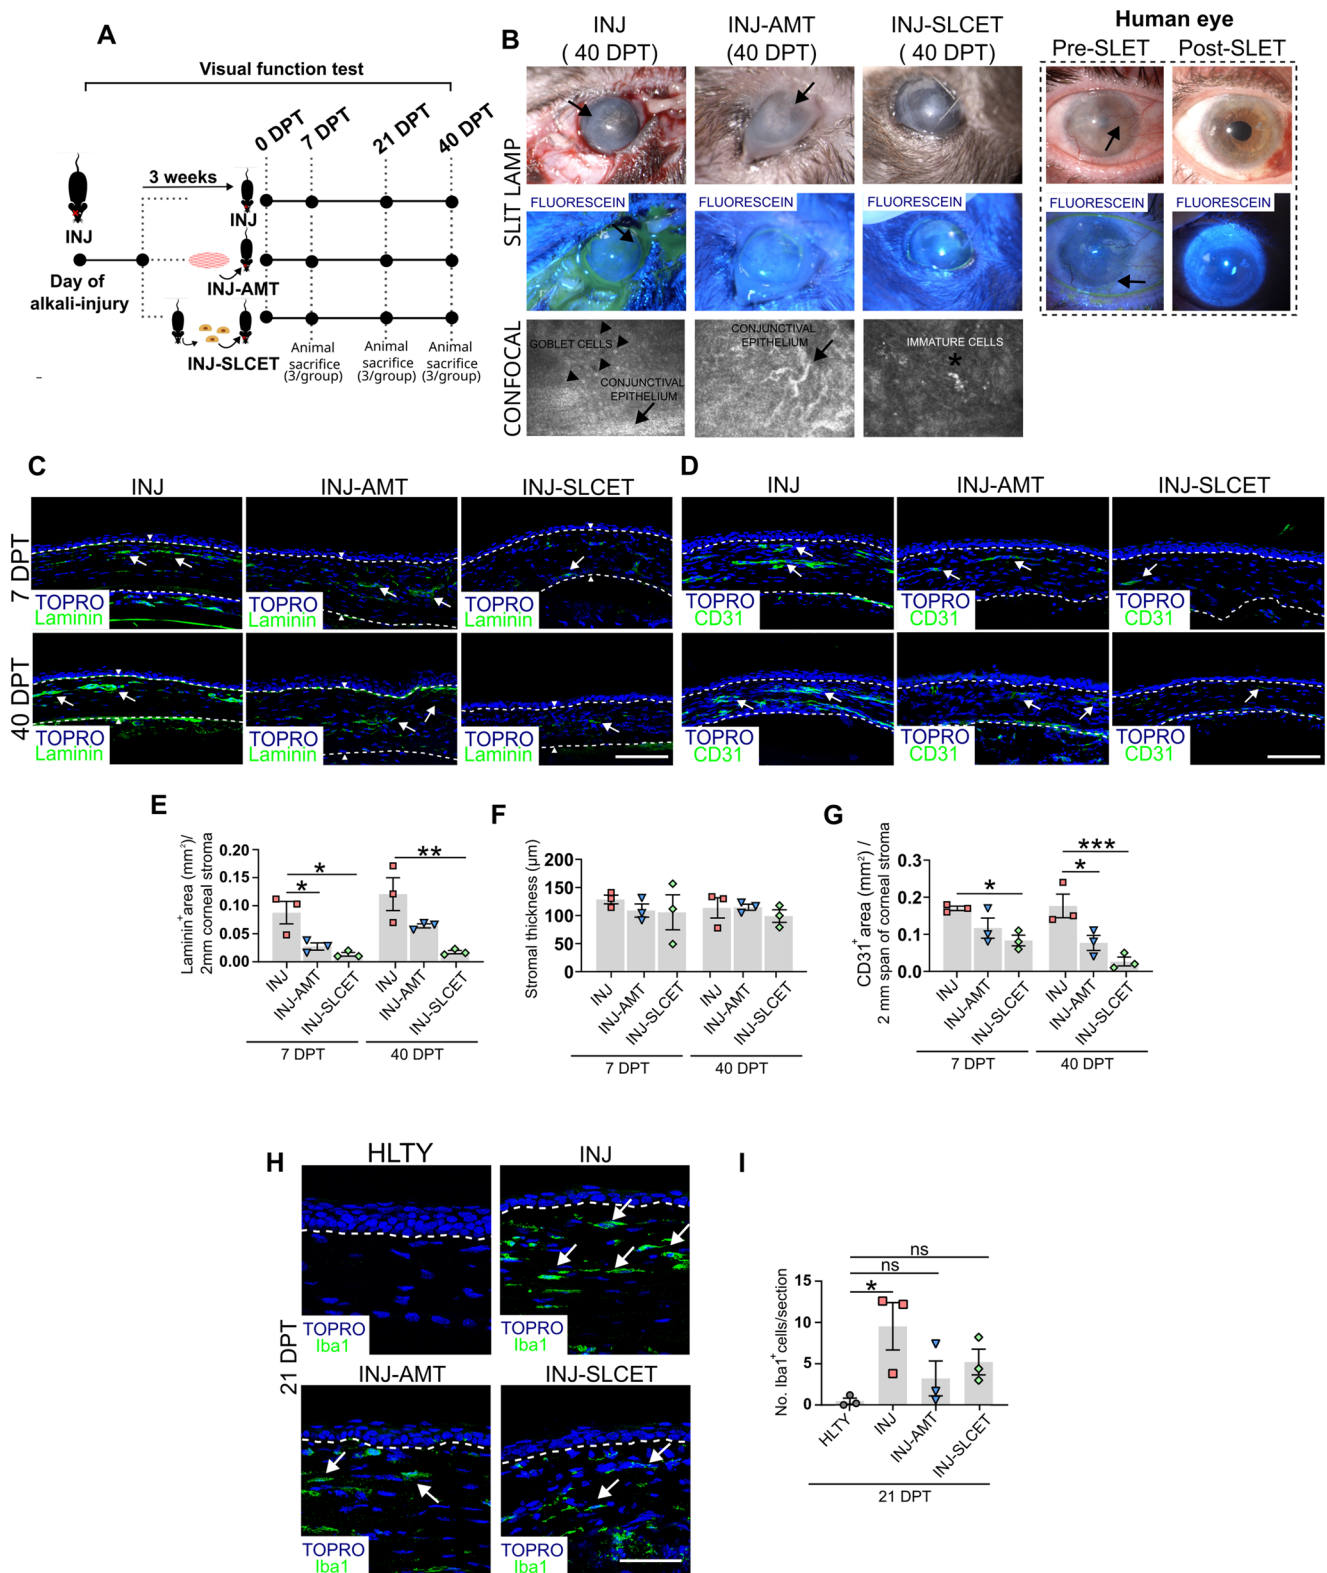 A
Visual function test
0 DPT
7 DPT
21 DPT
40 DPT
3 weeks
INJ
INJ
Day of
alkali-injury
INJ-AMT
INJ-SLCET
Animal
sacrifice
(3/group)
Animal
sacrifice
(3/group)
Animal
sacrifice
(3/group)
B
INJ
( 40 DPT)
INJ-AMT
(40 DPT)
INJ-SLCET
( 40 DPT)
Human eye
Pre-SLET
Post-SLET
SLIT LAMP
FLUORESCEIN
FLUORESCEIN
FLUORESCEIN
FLUORESCEIN
FLUORESCEIN
CONFOCAL
GOBLET CELLS
CONJUNCTIVAL
EPITHELIUM
CONJUNCTIVAL
EPITHELIUM
IMMATURE CELLS
*
C
INJ
INJ-AMT
INJ-SLCET
7 DPT
TOPRO
Laminin
TOPRO
Laminin
TOPRO
Laminin
40 DPT
TOPRO
Laminin
TOPRO
Laminin
TOPRO
Laminin
D
INJ
INJ-AMT
INJ-SLCET
TOPRO
CD31
TOPRO
CD31
TOPRO
CD31
TOPRO
CD31
TOPRO
CD31
TOPRO
CD31
E
Laminin+ area (mm²)/
2mm corneal stroma
0.20
0.15
0.10
0.05
0.00
*
*
**
INJ
INJ-AMT
INJ-SLCET
INJ
INJ-AMT
INJ-SLCET
7 DPT
40 DPT
F
Stromal thickness (µm)
200
150
100
50
0
INJ
INJ-AMT
INJ-SLCET
INJ
INJ-AMT
INJ-SLCET
7 DPT
40 DPT
G
CD31+ area (mm²) /
2 mm span of corneal stroma
0.3
0.2
0.1
0.0
*
***
*
INJ
INJ-AMT
INJ-SLCET
INJ
INJ-AMT
INJ-SLCET
7 DPT
40 DPT
H
HLTY
INJ
21 DPT
TOPRO
Iba1
TOPRO
Iba1
INJ-AMT
INJ-SLCET
TOPRO
Iba1
TOPRO
Iba1
I
No. Iba1+cells/section
15
10
5
0
ns
ns
*
HLTY
INJ
INJ-AMT
INJ-SLCET
21 DPT